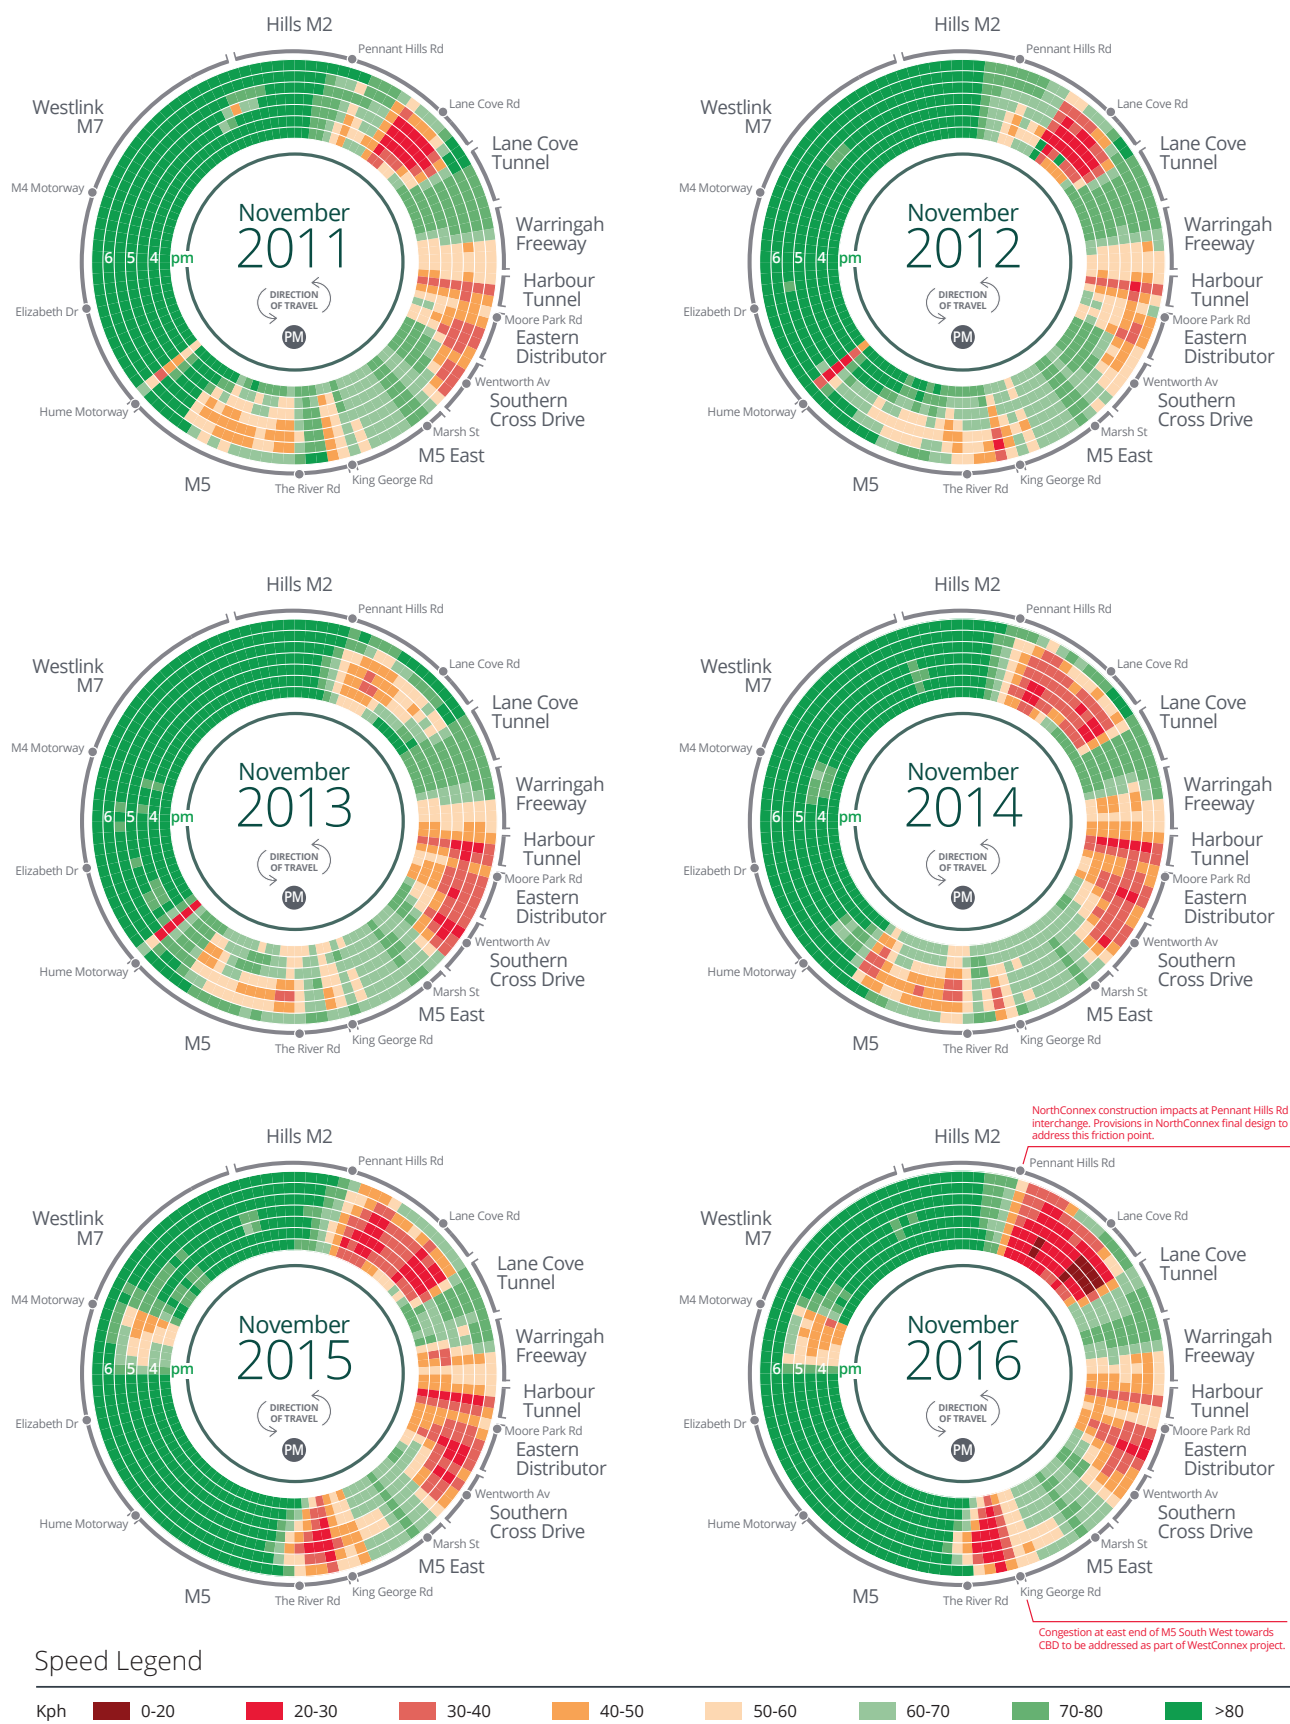 Hills M2
Pennant Hills Rd
Lane Cove Rd
Lane Cove
Tunnel
Warringah
Freeway
Harbour
Tunnel
Moore Park Rd
Eastern
Distributor
Wentworth Av
Southern
Cross Drive
Marsh St
M5 East
King George Rd
The River Rd
M5
Hume Motorway
Elizabeth Dr
M4 Motorway
Westlink
M7
6 5 4 pm
November
2011
DIRECTION
OF TRAVEL
PM
Hills M2
Pennant Hills Rd
Lane Cove Rd
Lane Cove
Tunnel
Warringah
Freeway
Harbour
Tunnel
Moore Park Rd
Eastern
Distributor
Wentworth Av
Southern
Cross Drive
Marsh St
M5 East
King George Rd
The River Rd
M5
Hume Motorway
Elizabeth Dr
M4 Motorway
Westlink
M7
6 5 4 pm
November
2012
DIRECTION
OF TRAVEL
PM
Hills M2
Pennant Hills Rd
Lane Cove Rd
Lane Cove
Tunnel
Warringah
Freeway
Harbour
Tunnel
Moore Park Rd
Eastern
Distributor
Wentworth Av
Southern
Cross Drive
Marsh St
M5 East
King George Rd
The River Rd
M5
Hume Motorway
Elizabeth Dr
M4 Motorway
Westlink
M7
6 5 4 pm
November
2013
DIRECTION
OF TRAVEL
PM
Hills M2
Pennant Hills Rd
Lane Cove Rd
Lane Cove
Tunnel
Warringah
Freeway
Harbour
Tunnel
Moore Park Rd
Eastern
Distributor
Wentworth Av
Southern
Cross Drive
Marsh St
M5 East
King George Rd
The River Rd
M5
Hume Motorway
Elizabeth Dr
M4 Motorway
Westlink
M7
6 5 4 pm
November
2014
DIRECTION
OF TRAVEL
PM
Hills M2
Pennant Hills Rd
Lane Cove Rd
Lane Cove
Tunnel
Warringah
Freeway
Harbour
Tunnel
Moore Park Rd
Eastern
Distributor
Wentworth Av
Southern
Cross Drive
Marsh St
M5 East
King George Rd
The River Rd
M5
Hume Motorway
Elizabeth Dr
M4 Motorway
Westlink
M7
6 5 4 pm
November
2015
DIRECTION
OF TRAVEL
PM
NorthConnex construction impacts at Pennant Hills Rd
interchange. Provisions in NorthConnex final design to
address this friction point.
Hills M2
Pennant Hills Rd
Lane Cove Rd
Lane Cove
Tunnel
Warringah
Freeway
Harbour
Tunnel
Moore Park Rd
Eastern
Distributor
Wentworth Av
Southern
Cross Drive
Marsh St
M5 East
King George Rd
The River Rd
M5
Hume Motorway
Elizabeth Dr
M4 Motorway
Westlink
M7
6 5 4 pm
November
2016
DIRECTION
OF TRAVEL
PM
Congestion at east end of M5 South West towards
CBD to be addressed as part of WestConnex project.
Speed Legend
Kph 0-20 20-30 30-40 40-50 50-60 60-70 70-80 >80